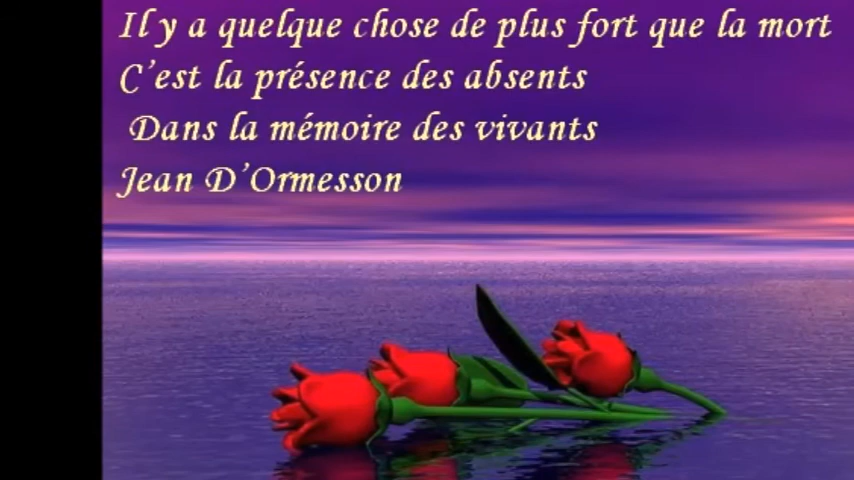 Il y a quelque chose de plus fort que la mort
C'est la présence des absents
Dans la mémoire des vivants
Jean D'Ormesson